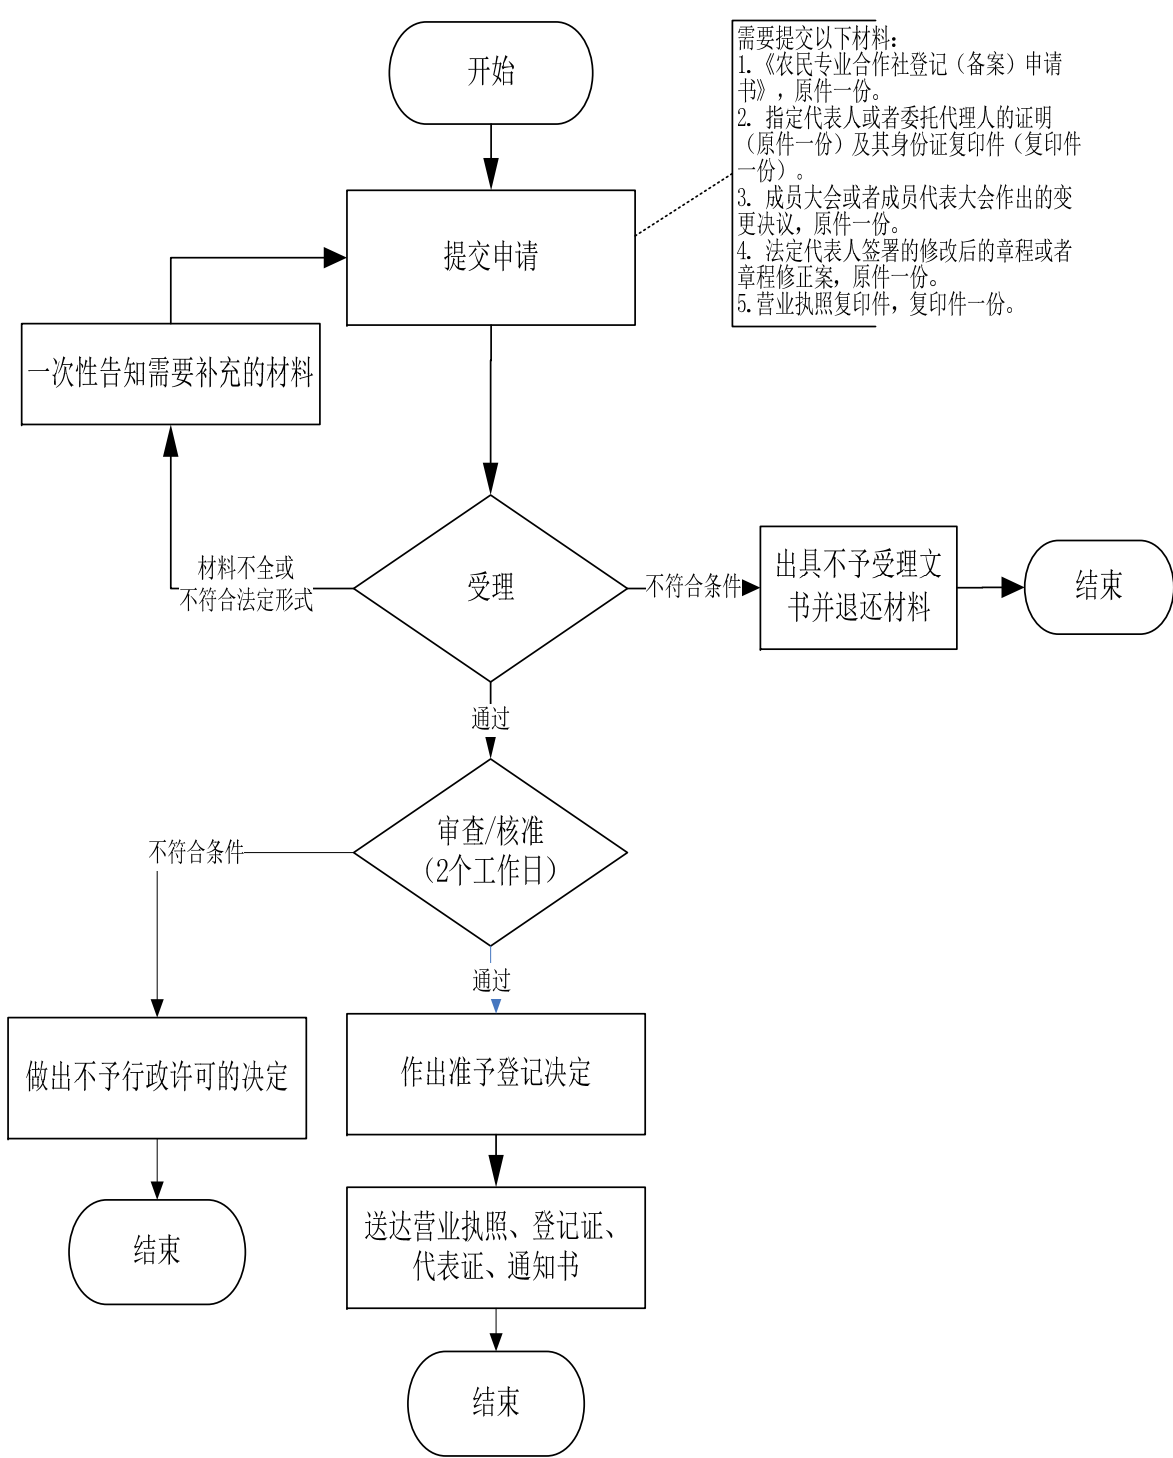 开始
需要提交以下材料：
1.《农民专业合作社登记（备案）申请
书》，原件一份。
2. 指定代表人或者委托代理人的证明
（原件一份）及其身份证复印件（复印件
一份）。
3. 成员大会或者成员代表大会作出的变
更决议，原件一份。
4. 法定代表人签署的修改后的章程或者
章程修正案，原件一份。
5.营业执照复印件，复印件一份。
提交申请
一次性告知需要补充的材料
材料不全或
不符合法定形式
受理
不符合条件
出具不予受理文
书并退还材料
结束
通过
审查/核准
（2个工作日）
不符合条件
通过
做出不予行政许可的决定
作出准予登记决定
结束
送达营业执照、登记证、
代表证、通知书
结束